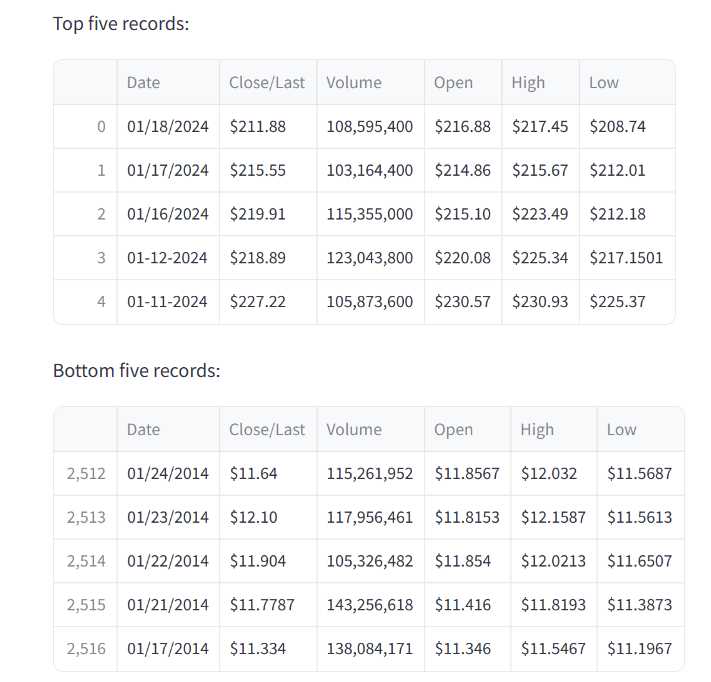 Top five records:
Date Close/Last Volume Open High Low
0 01/18/2024 $211.88 108,595,400 $216.88 $217.45 $208.74
1 01/17/2024 $215.55 103,164,400 $214.86 $215.67 $212.01
2 01/16/2024 $219.91 115,355,000 $215.10 $223.49 $212.18
3 01-12-2024 $218.89 123,043,800 $220.08 $225.34 $217.1501
4 01-11-2024 $227.22 105,873,600 $230.57 $230.93 $225.37
Bottom five records:
Date Close/Last Volume Open High Low
2,512 01/24/2014 $11.64 115,261,952 $11.8567 $12.032 $11.5687
2,513 01/23/2014 $12.10 117,956,461 $11.8153 $12.1587 $11.5613
2,514 01/22/2014 $11.904 105,326,482 $11.854 $12.0213 $11.6507
2,515 01/21/2014 $11.7787 143,256,618 $11.416 $11.8193 $11.3873
2,516 01/17/2014 $11.334 138,084,171 $11.346 $11.5467 $11.1967